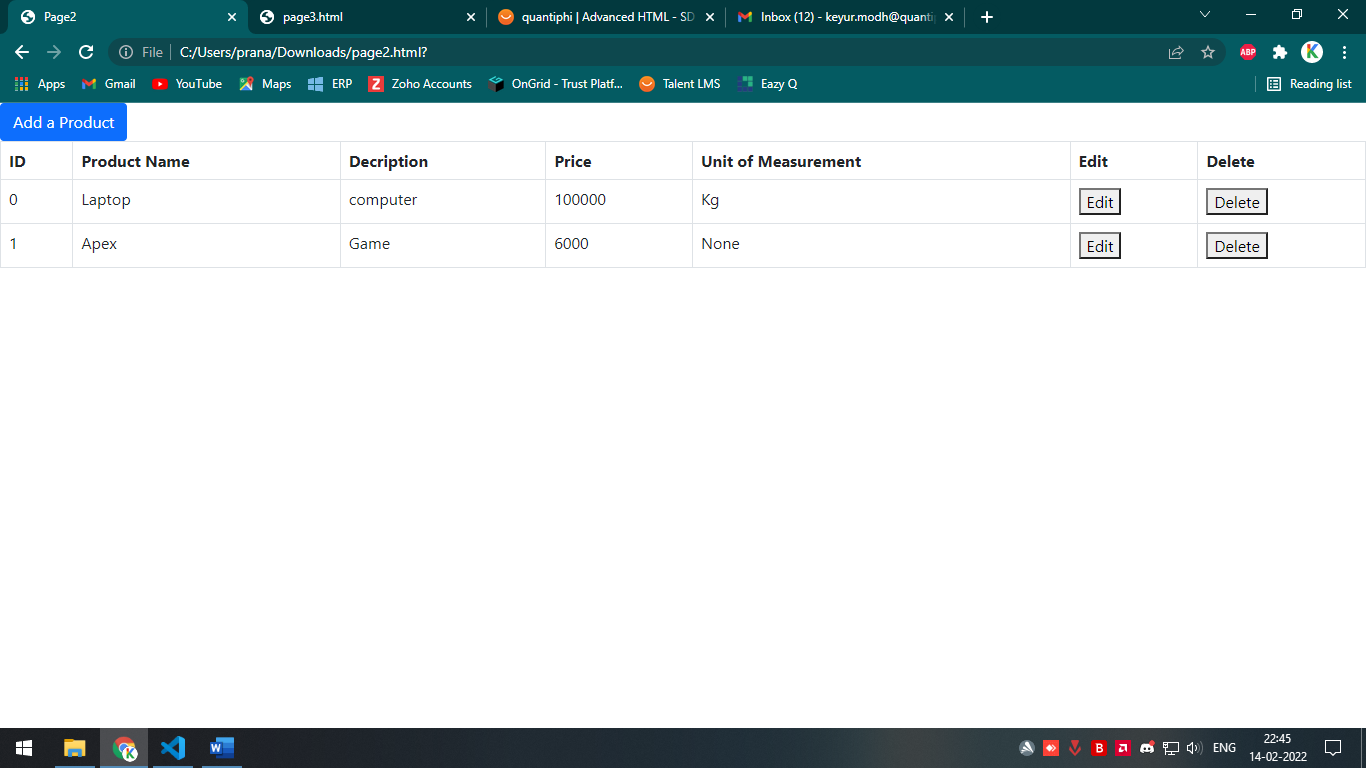 Page2
page3.html
quantiphi | Advanced HTML - SD
Inbox (12) - keyur.modh@quantip
File
C:/Users/prana/Downloads/page2.html?
ABP
K
Apps
Gmail
YouTube
Maps
ERP
Z
Zoho Accounts
OnGrid - Trust Platf...
Talent LMS
Eazy Q
Reading list
Add a Product
ID Product Name Decription Price Unit of Measurement Edit Delete
0 Laptop computer 100000 Kg Edit Delete
1 Apex Game 6000 None Edit Delete
K
W
B
ENG
22:45
14-02-2022